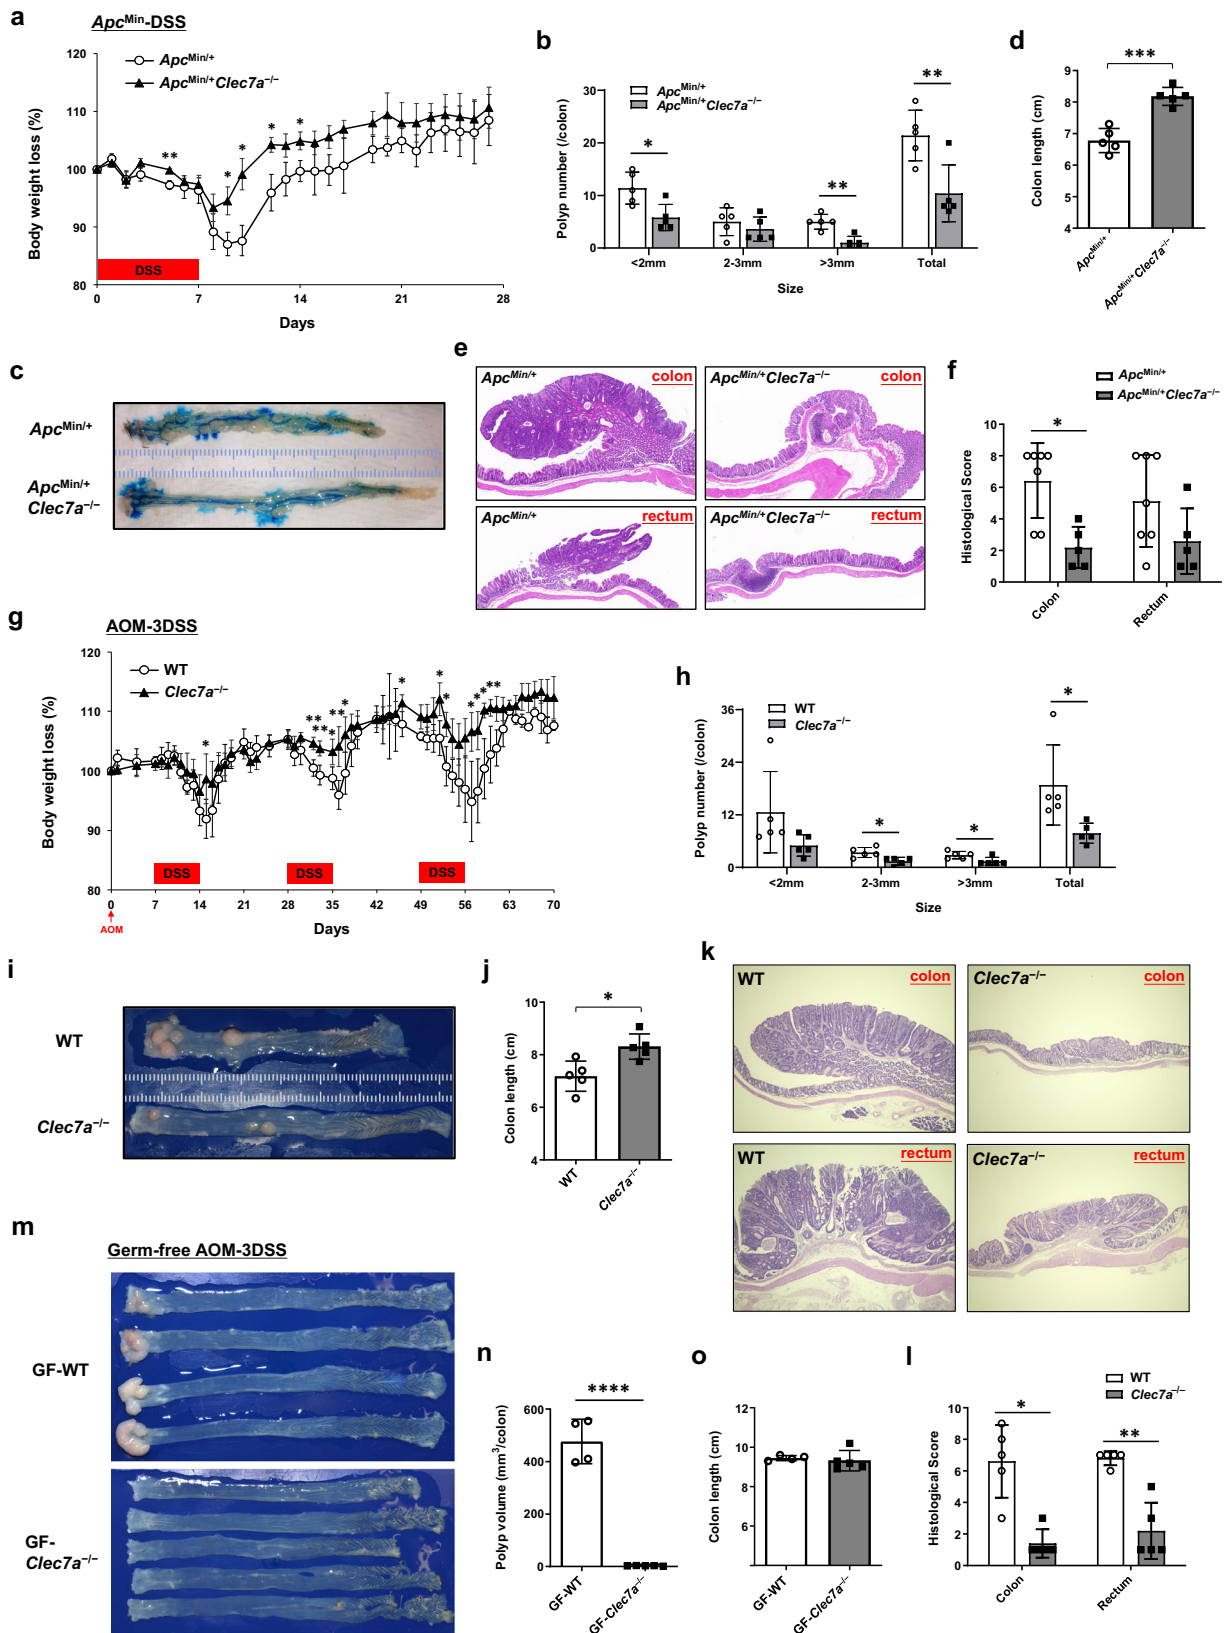 a
ApcMin-DSS
ApcMin/+
ApcMin/+Clec7a−/−
Body weight loss (%)
120
110
100
90
80
** * * * *
DSS
0 7 14 21 28
Days
b
ApcMin/+
ApcMin/+Clec7a−/−
Polyp number (/colon)
30
20
10
0
* ** **
<2mm 2-3mm >3mm Total
Size
d
***
Colon length (cm)
9
8
7
6
5
4
ApcMin/+
ApcMin/+Clec7a−/−
c
ApcMin/+
ApcMin/+
Clec7a−/−
e
ApcMin/+ colon
ApcMin/+Clec7a−/− colon
ApcMin/+ rectum
ApcMin/+Clec7a−/− rectum
f
ApcMin/+
ApcMin/+Clec7a−/−
Histological Score
10
8
6
4
2
0
*
Colon Rectum
g
AOM-3DSS
WT
Clec7a−/−
Body weight loss (%)
120
110
100
90
80
* ** ** * * * * * * * * **
DSS DSS DSS
0 7 14 21 28 35 42 49 56 63 70
AOM
Days
h
WT
Clec7a−/−
Polyp number (/colon)
36
24
12
0
* * *
<2mm 2-3mm >3mm Total
Size
i
WT
Clec7a−/−
j
*
Colon length (cm)
10
8
6
4
WT Clec7a−/−
k
WT colon
Clec7a−/− colon
WT rectum
Clec7a−/− rectum
m
Germ-free AOM-3DSS
GF-WT
GF-
Clec7a−/−
n
****
Polyp volume (mm3/colon)
600
400
200
0
GF-WT GF-Clec7a−/−
o
Colon length (cm)
12
10
8
6
GF-WT GF-Clec7a−/−
l
WT
Clec7a−/−
Histological Score
10
8
6
4
2
0
* **
Colon Rectum